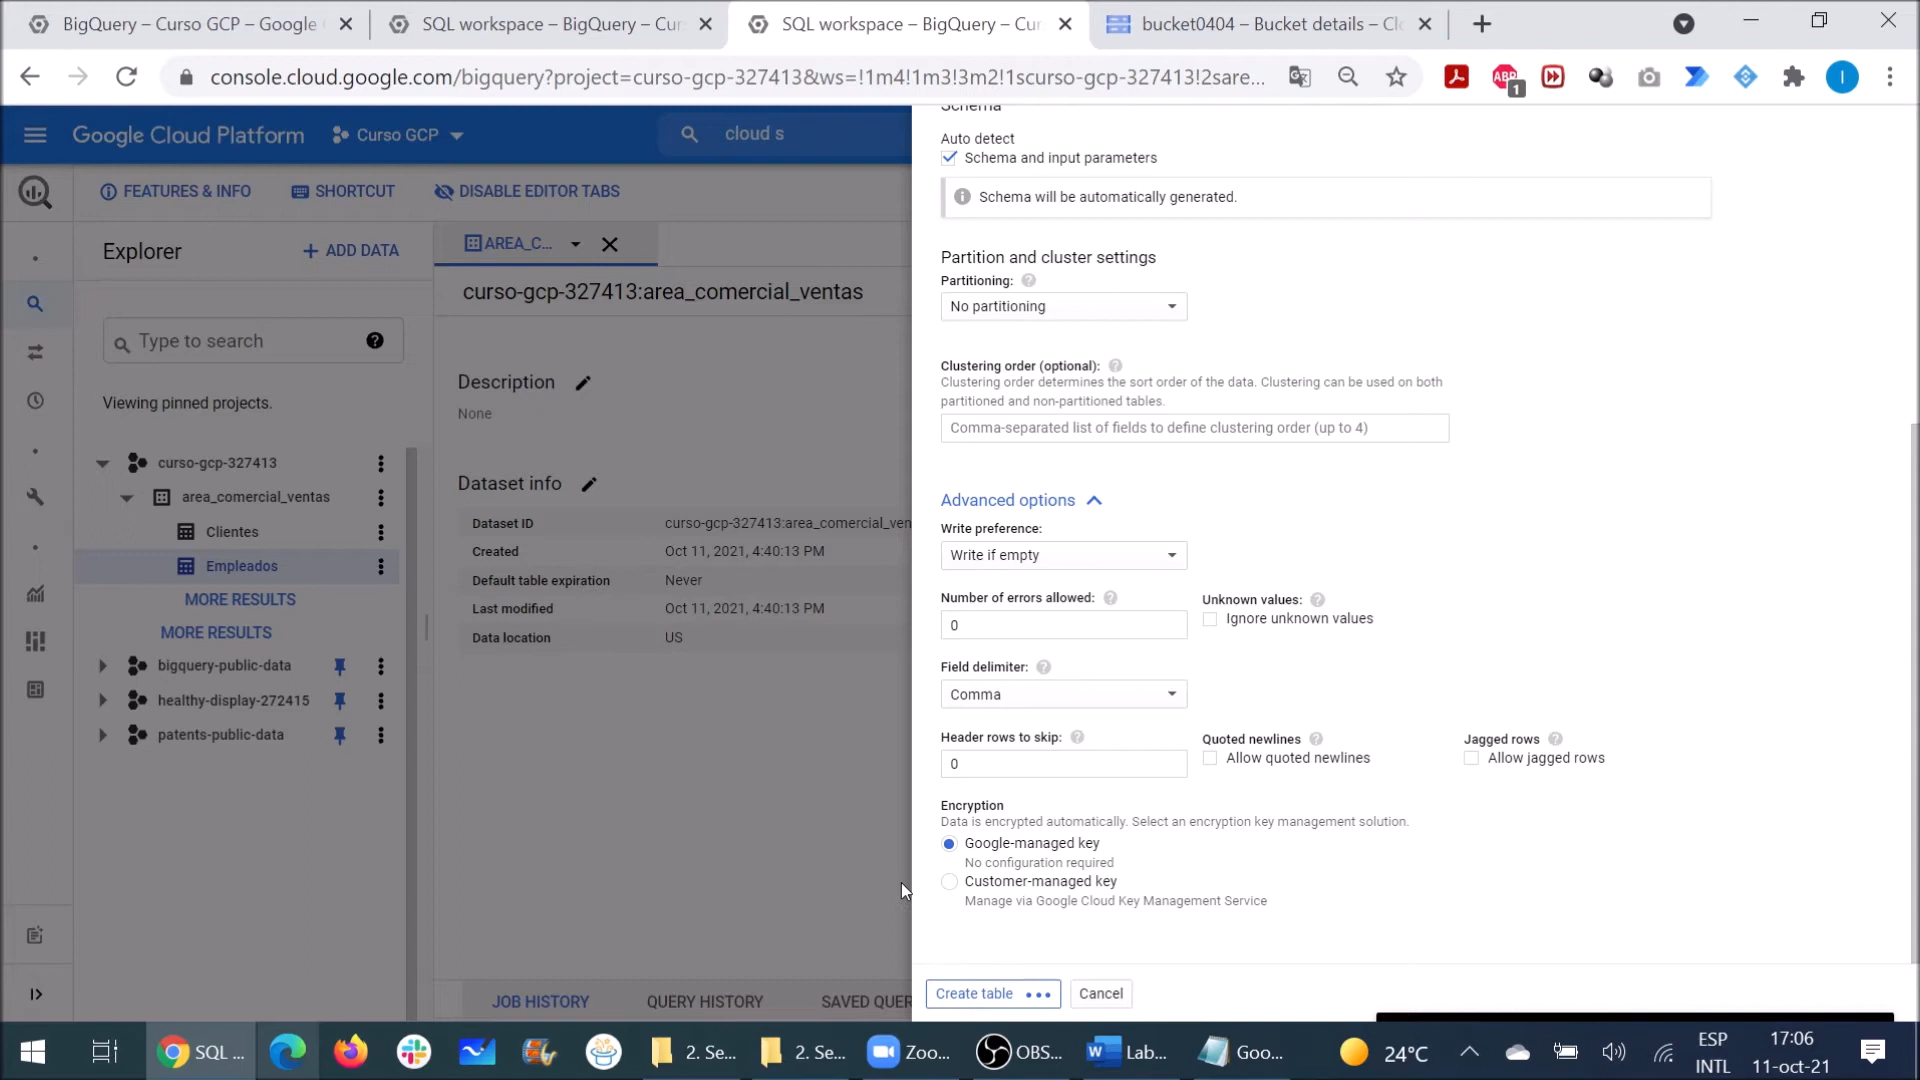 BigQuery – Curso GCP – Google
SQL workspace – BigQuery – Cur
SQL workspace – BigQuery – Cur
bucket0404 – Bucket details – Clo
console.cloud.google.com/bigquery?project=curso-gcp-327413&ws=!1m4!1m3!3m2!1scurso-gcp-327413!2sare...
ABP
1
I
Google Cloud Platform
Curso GCP
cloud s
FEATURES & INFO
SHORTCUT
DISABLE EDITOR TABS
Explorer
+ ADD DATA
Type to search
Viewing pinned projects.
curso-gcp-327413
area_comercial_ventas
Clientes
Empleados
MORE RESULTS
MORE RESULTS
bigquery-public-data
healthy-display-272415
patents-public-data
AREA_C...
curso-gcp-327413:area_comercial_ventas
Description
None
Dataset info
Dataset ID
curso-gcp-327413:area_comercial_ven
Created
Oct 11, 2021, 4:40:13 PM
Default table expiration
Never
Last modified
Oct 11, 2021, 4:40:13 PM
Data location
US
JOB HISTORY
QUERY HISTORY
SAVED QUER
Schema
Auto detect
Schema and input parameters
Schema will be automatically generated.
Partition and cluster settings
Partitioning:
No partitioning
Clustering order (optional):
Clustering order determines the sort order of the data. Clustering can be used on both
partitioned and non-partitioned tables.
Comma-separated list of fields to define clustering order (up to 4)
Advanced options
Write preference:
Write if empty
Number of errors allowed:
0
Unknown values:
Ignore unknown values
Field delimiter:
Comma
Header rows to skip:
0
Quoted newlines
Allow quoted newlines
Jagged rows
Allow jagged rows
Encryption
Data is encrypted automatically. Select an encryption key management solution.
Google-managed key
No configuration required
Customer-managed key
Manage via Google Cloud Key Management Service
Create table
Cancel
SQL ...
2. Se...
2. Se...
Zoo...
OBS...
Lab...
Goo...
24°C
ESP
INTL
17:06
11-oct-21